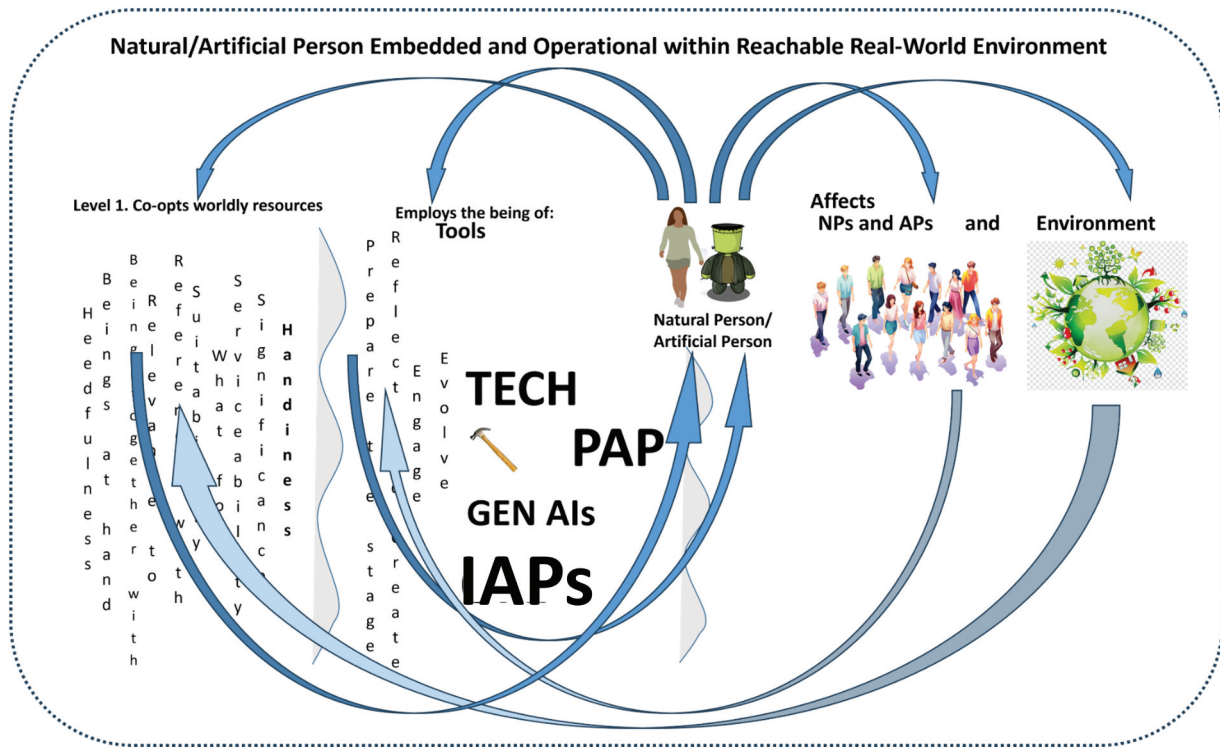 Natural/Artificial Person Embedded and Operational within Reachable Real-World Environment
Level 1. Co-opts worldly resources
Heedfulness
Beings at hand
Being together with
Relevance to
with
Suitability
What for
Serviceability
Significance
Handiness
Employs the being of:
Tools
Prepare the stage
Reflect
Engage
Evolve
TECH
PAP
GEN AIs
IAPs
Natural Person/
Artificial Person
Affects
NPs and APs and Environment